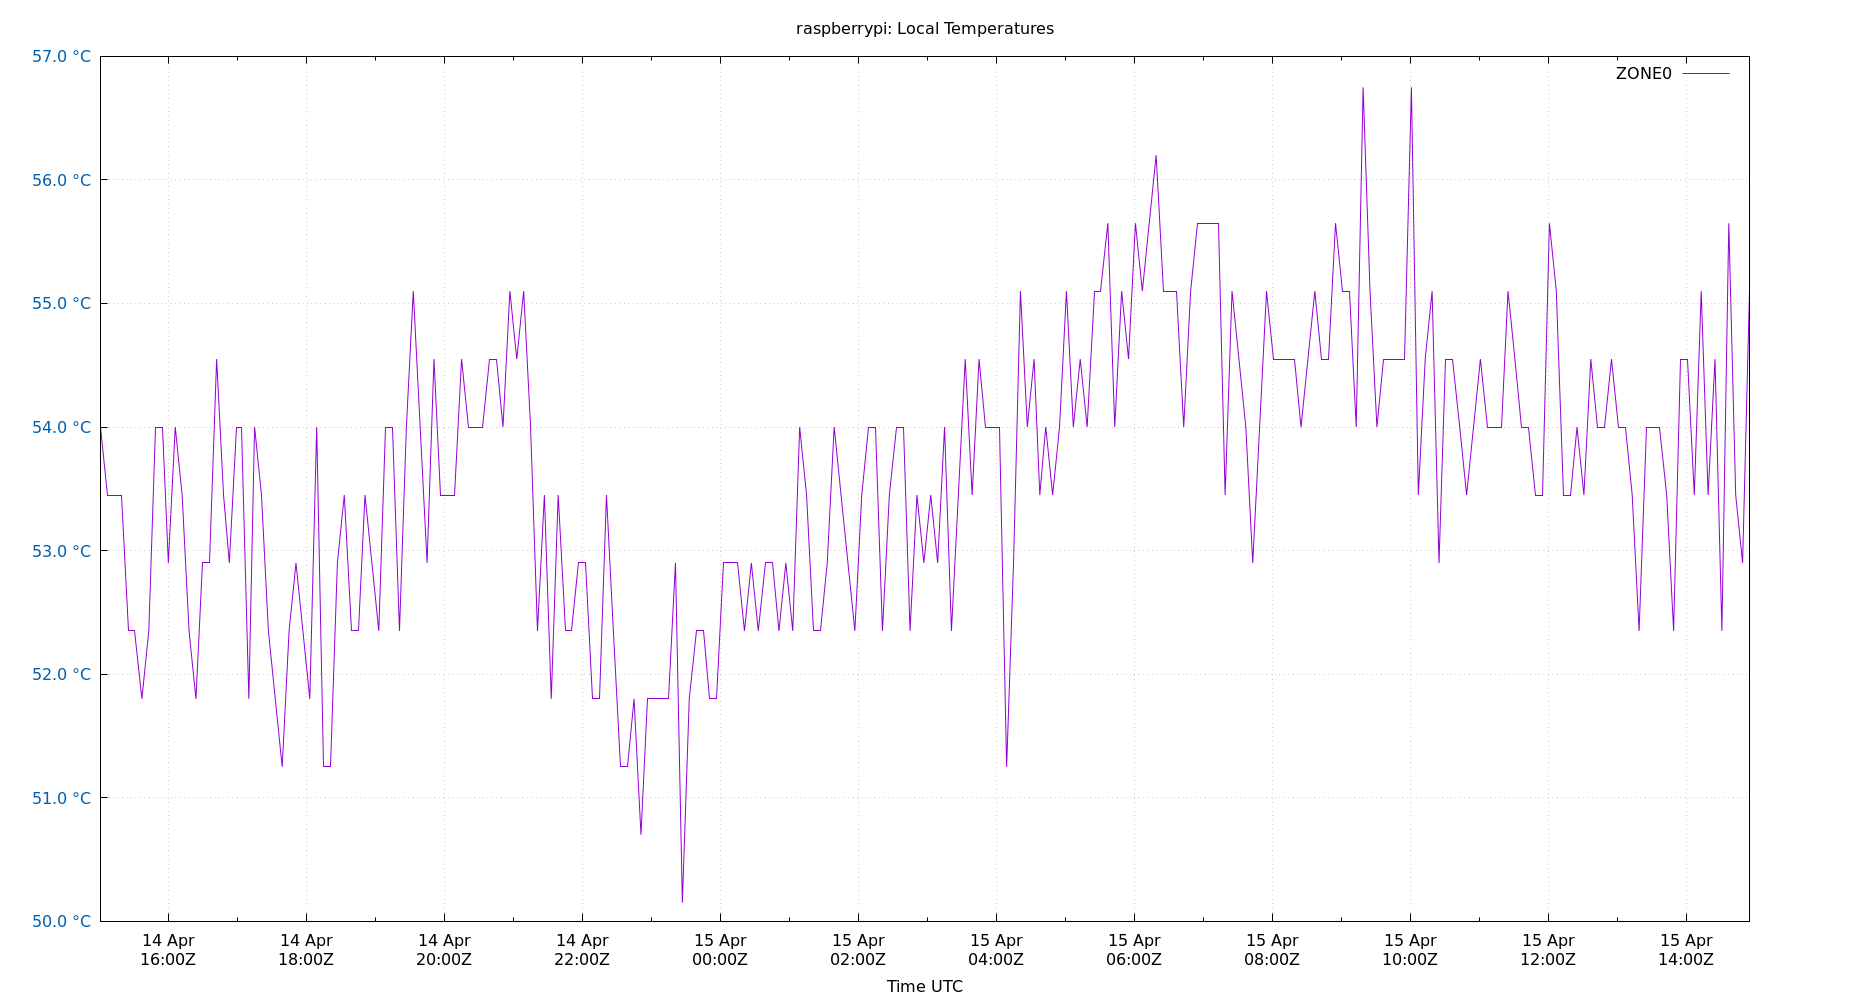 raspberrypi: Local Temperatures
57.0 °C
ZONE0
56.0 °C
55.0 °C
54.0 °C
53.0 °C
52.0 °C
51.0 °C
50.0 °C
14 Apr 14 Apr 14 Apr 14 Apr 15 Apr 15 Apr 15 Apr 15 Apr 15 Apr 15 Apr 15 Apr 15 Apr
16:00Z 18:00Z 20:00Z 22:00Z 00:00Z 02:00Z 04:00Z 06:00Z 08:00Z 10:00Z 12:00Z 14:00Z
Time UTC